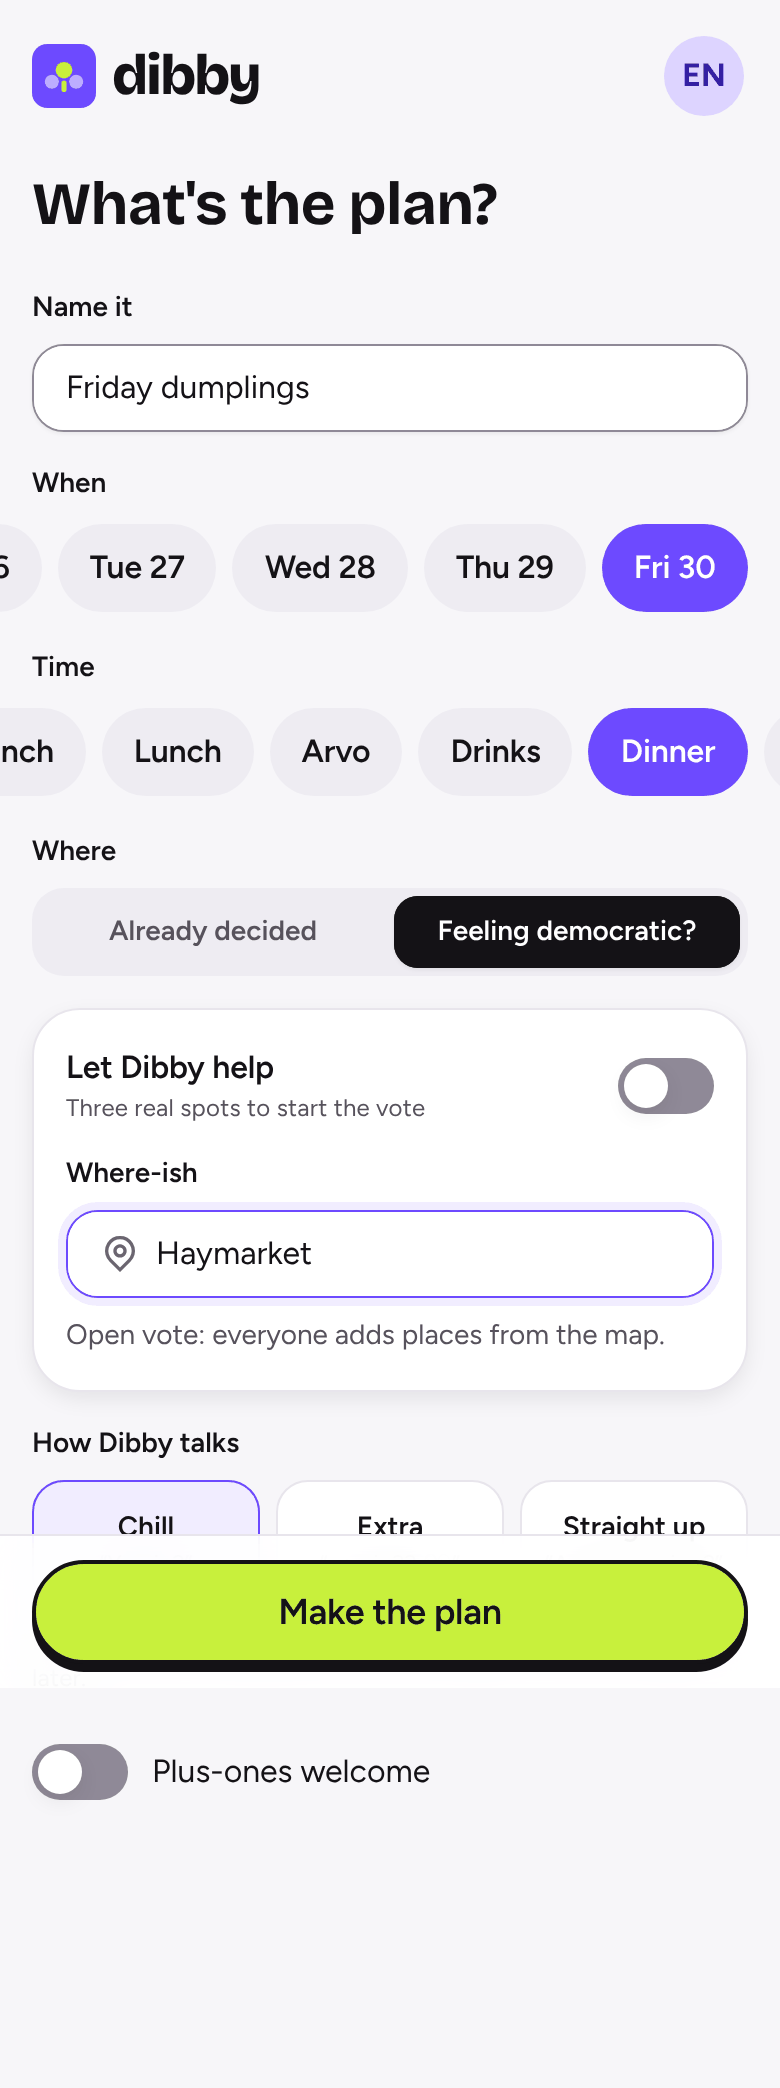 dibby
EN
What's the plan?
Name it
Friday dumplings
When
6 Tue 27 Wed 28 Thu 29 Fri 30
Time
nch Lunch Arvo Drinks Dinner
Where
Already decided Feeling democratic?
Let Dibby help
Three real spots to start the vote
Where-ish
Haymarket
Open vote: everyone adds places from the map.
How Dibby talks
Chill Extra Straight up
Make the plan
later.
Plus-ones welcome